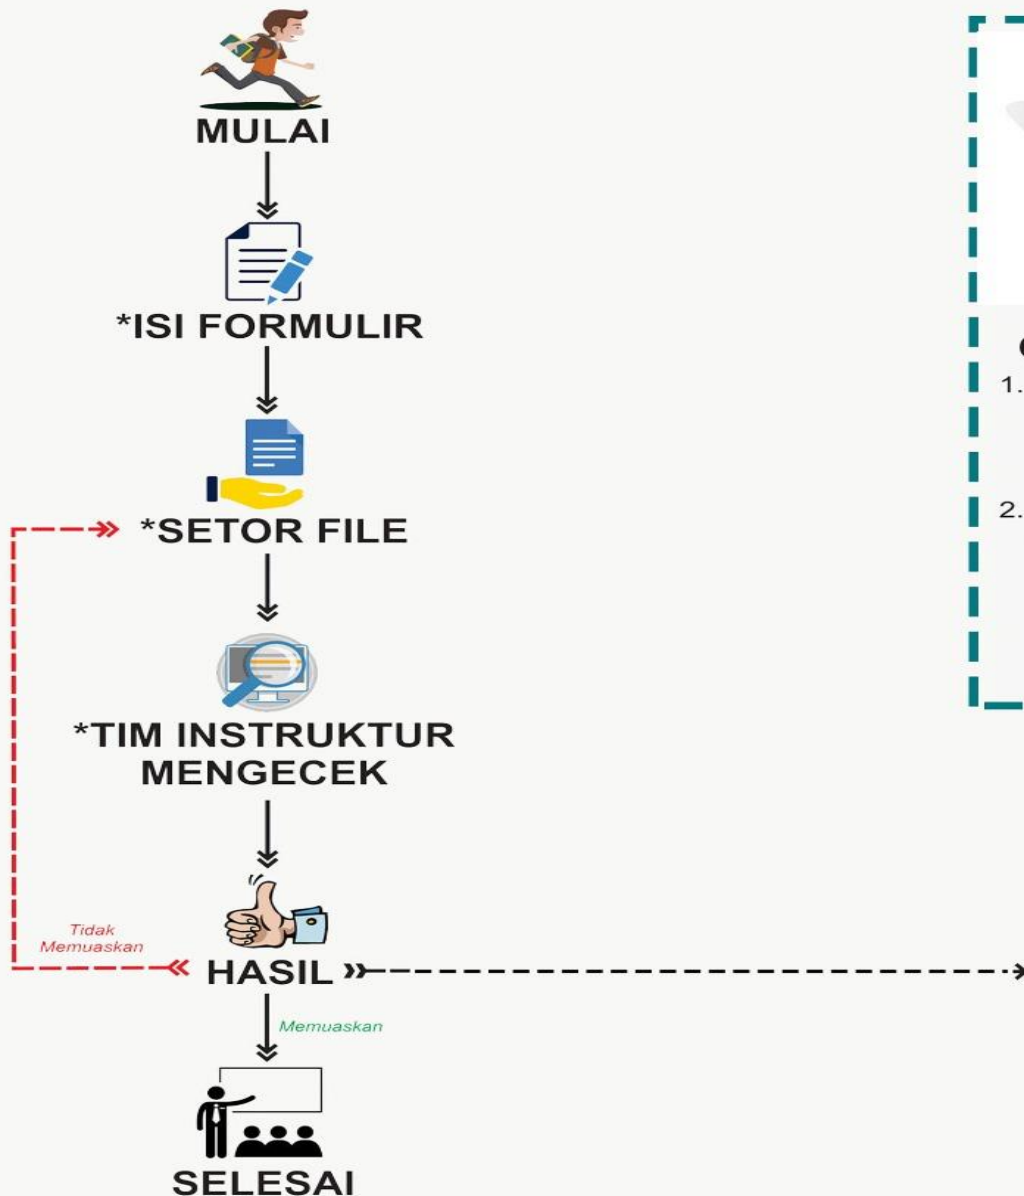 MULAI
*ISI FORMULIR
*SETOR FILE
*TIM INSTRUKTUR
MENGECEK
Tidak
Memuaskan
HASIL
Memuaskan
SELESAI
1.
2.